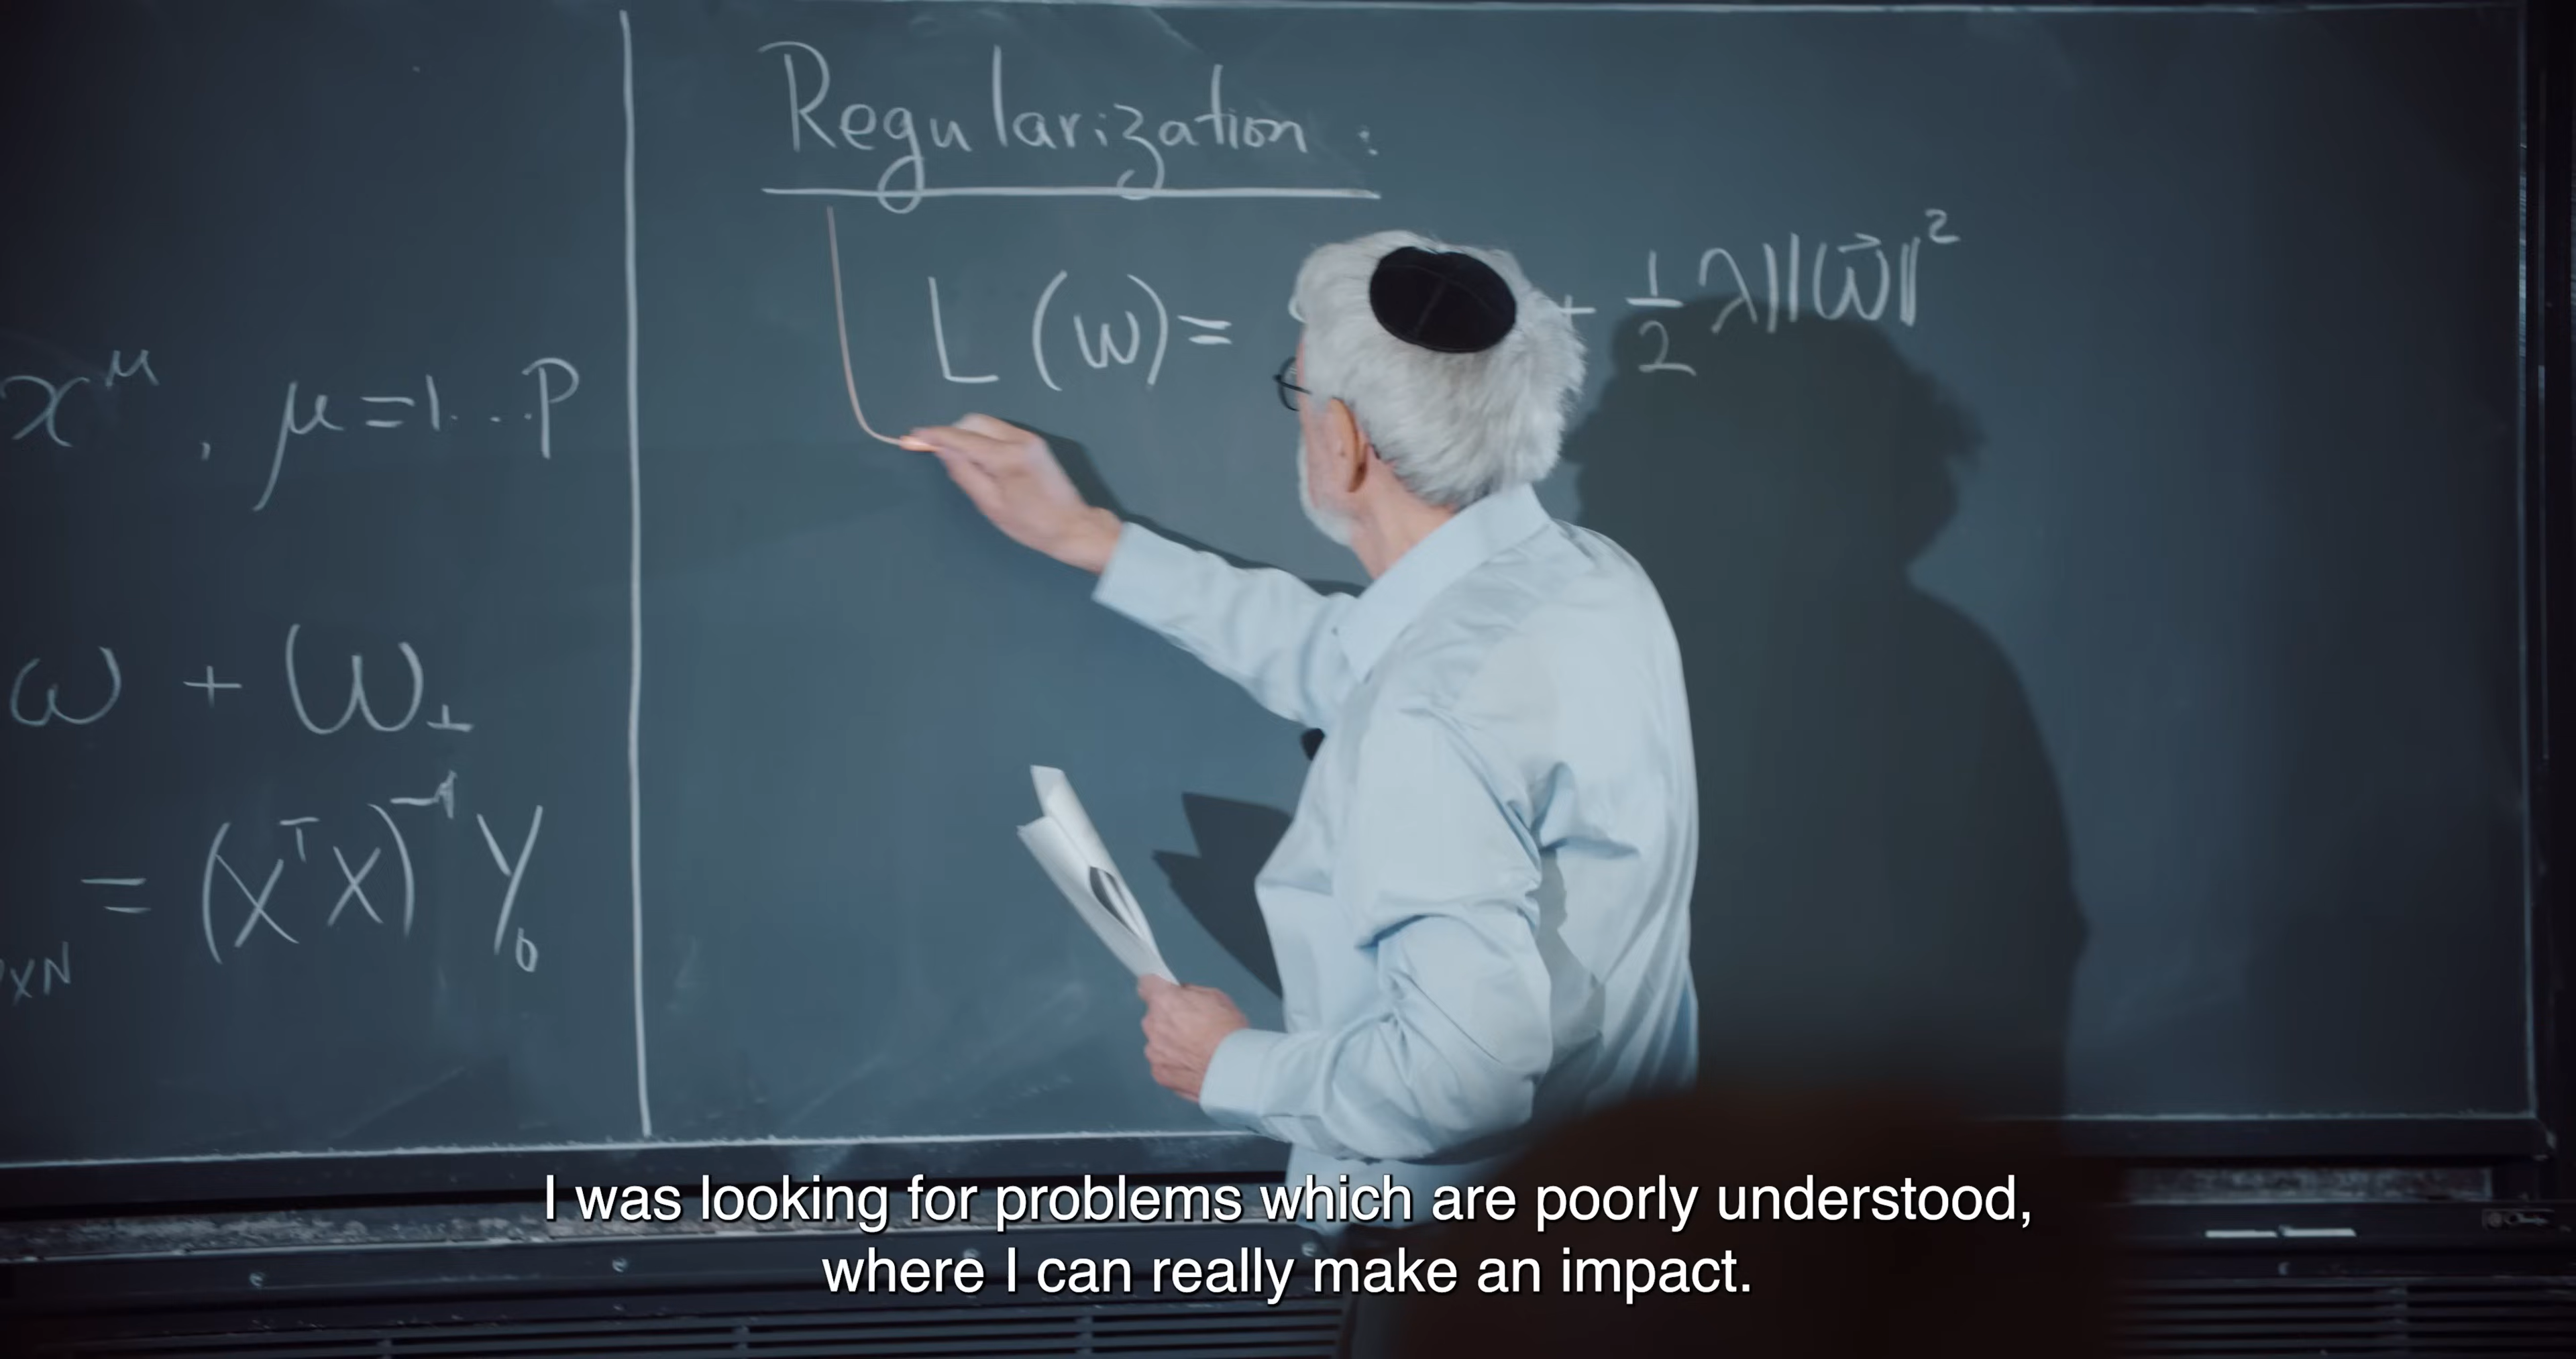 Regularization :
L (w) = + 1/2 λ||w⃗||²
x^μ , μ = 1...P
ω + W⊥
= (XᵀX)⁻¹ Y₀
XN
I was looking for problems which are poorly understood,
where I can really make an impact.